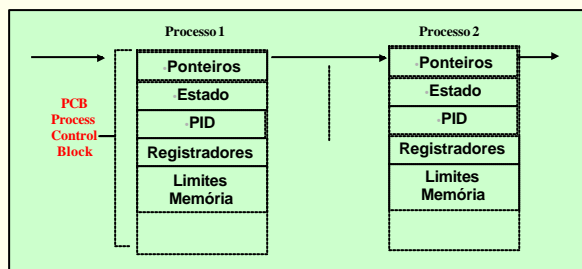 Processo 1
Processo 2
PCB
Process
Control
Block
Ponteiros
Estado
PID
Registradores
Limites
Memória
Ponteiros
Estado
PID
Registradores
Limites
Memória